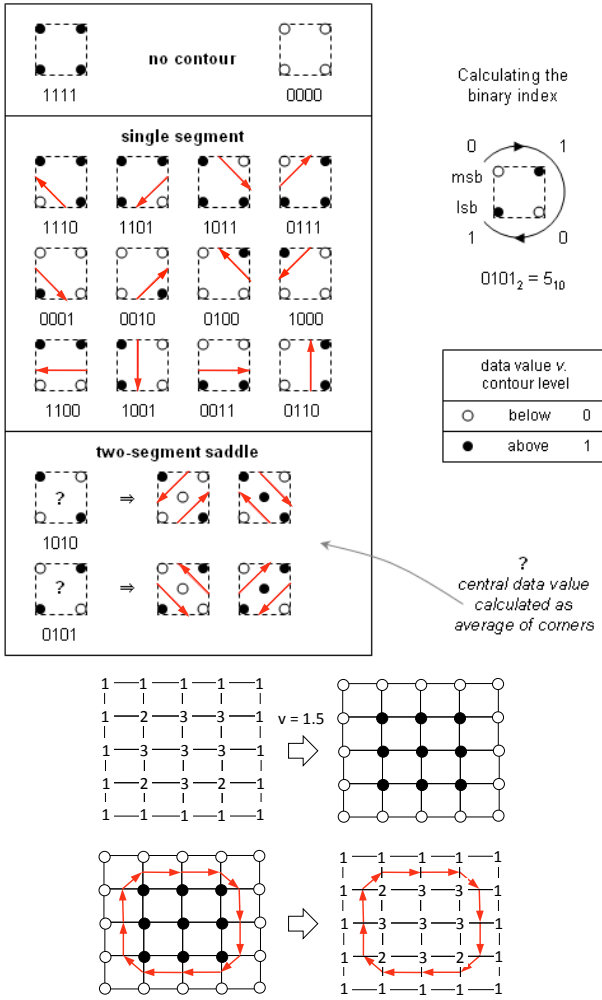 no contour
1111 0000
single segment
1110 1101 1011 0111
0001 0010 0100 1000
1100 1001 0011 0110
two-segment saddle
? ⇒
1010
? ⇒
0101
Calculating the
binary index
0 1
msb
lsb
1 0
0101₂ = 5₁₀
data value v.
contour level
below 0
above 1
?
central data value
calculated as
average of corners
1 1 1 1 1
1 2 3 3 1
1 3 3 3 1
1 2 2 3 1
1 1 1 1 1
v = 1.5
1 1 1 1 1
1 2 3 3 1
1 3 3 3 1
1 2 2 3 1
1 1 1 1 1